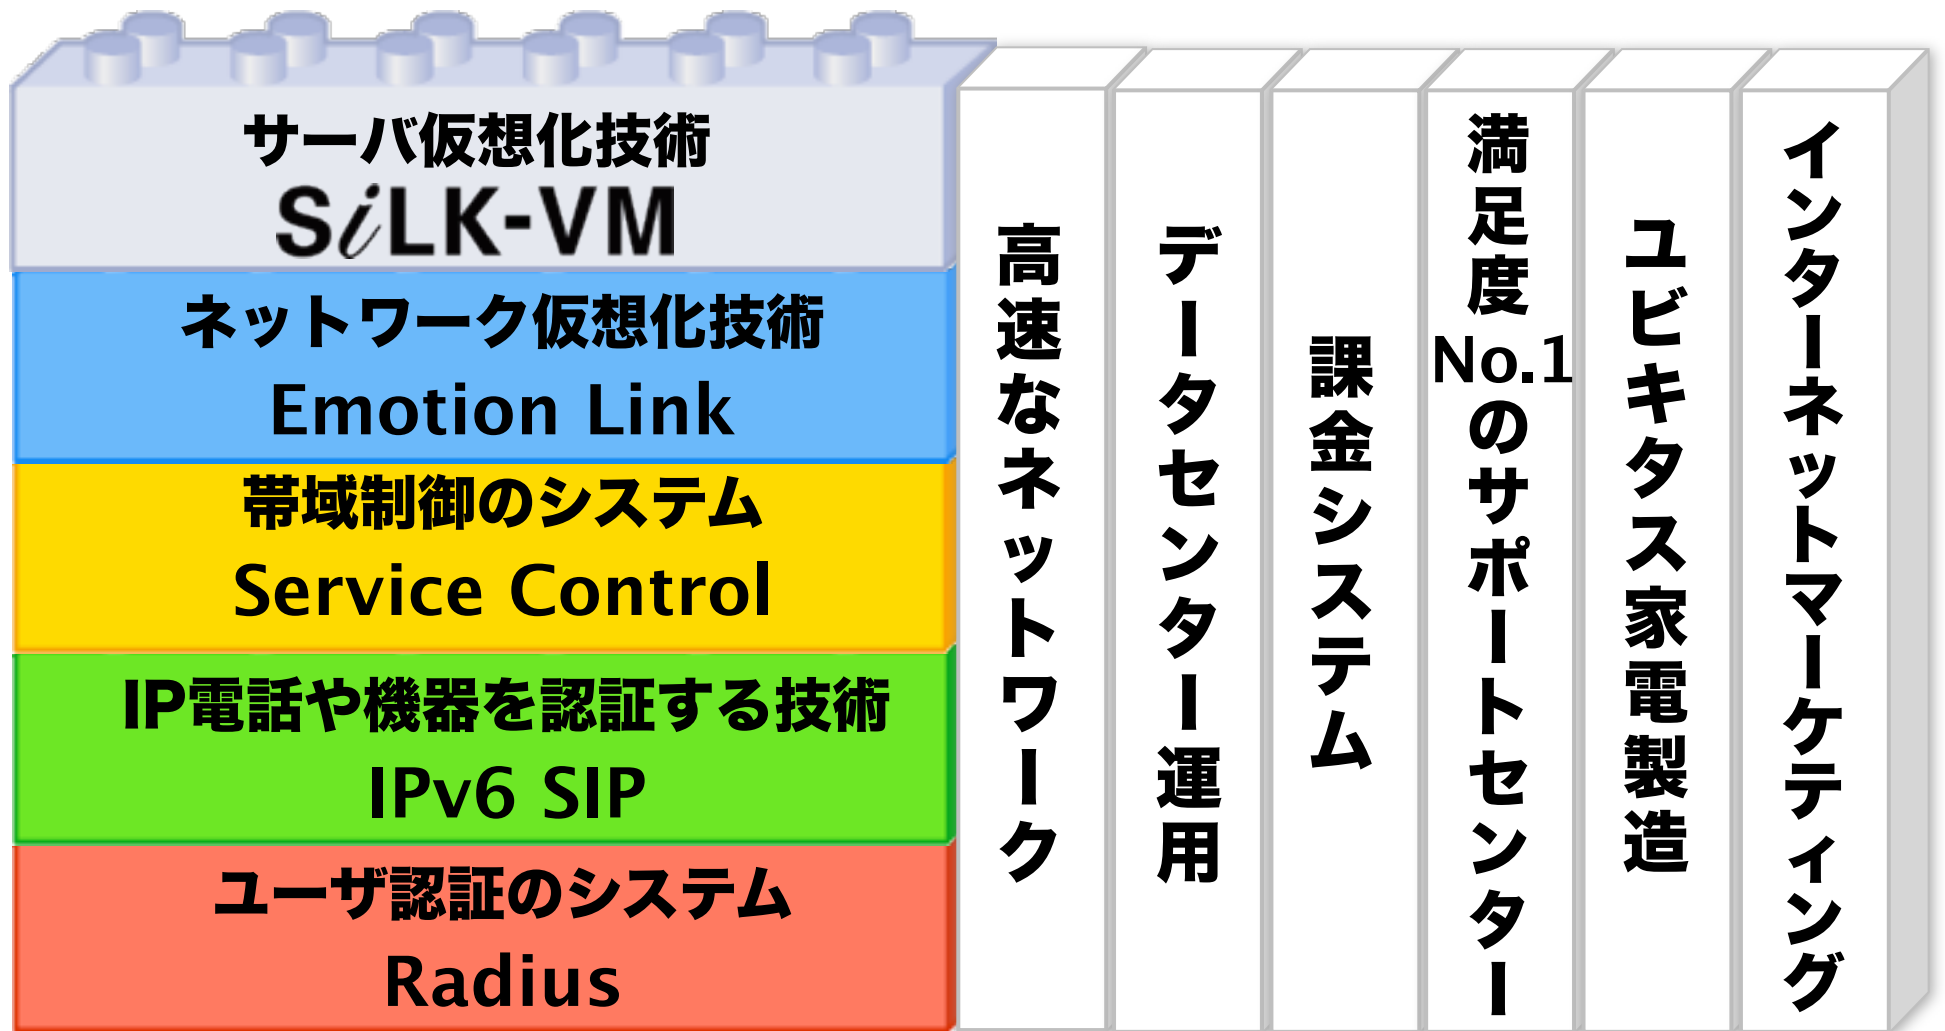 サーバ仮想化技術
SiLK-VM
ネットワーク仮想化技術
Emotion Link
帯域制御のシステム
Service Control
IP電話や機器を認証する技術
IPv6 SIP
ユーザ認証のシステム
Radius
高速なネットワーク
データセンター運用
課金システム
満足度No.1のサポートセンター
ユビキタス家電製造
インターネットマーケティング